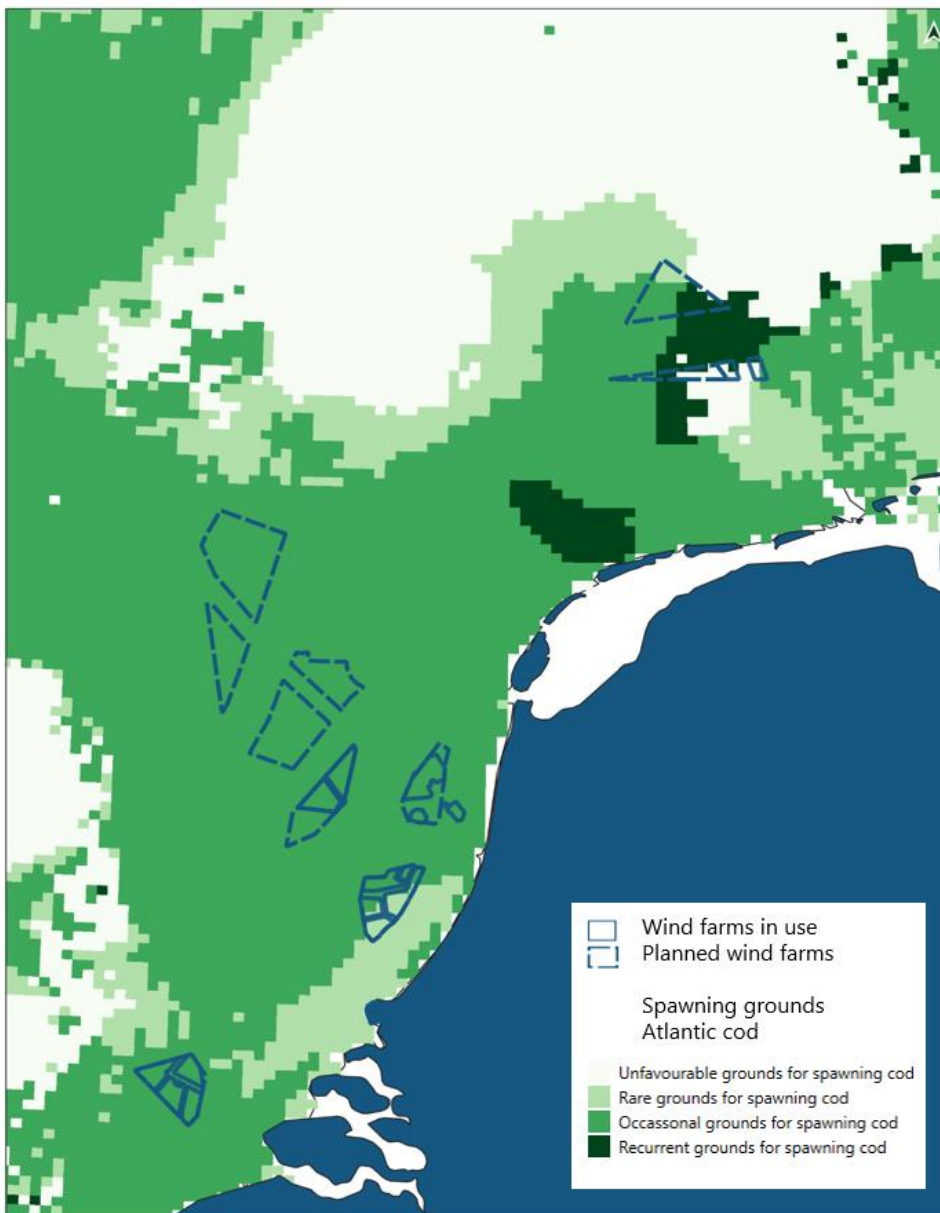 Wind farms in use
Planned wind farms
Spawning grounds
Atlantic cod
Unfavourable grounds for spawning cod
Rare grounds for spawning cod
Occassonal grounds for spawning cod
Recurrent grounds for spawning cod